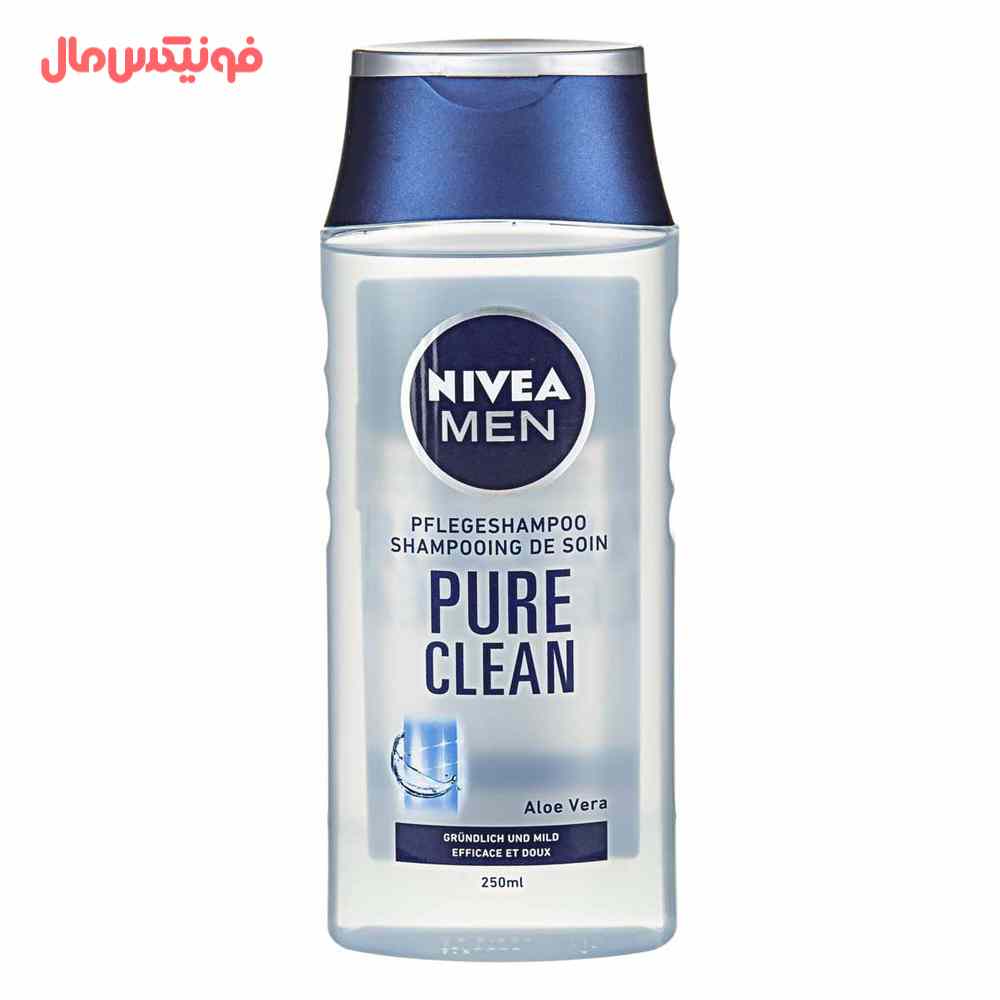 فونیکس‌مال
NIVEA
MEN
PFLEGESHAMPOO
SHAMPOOING DE SOIN
PURE
CLEAN
Aloe Vera
GRÜNDLICH UND MILD
EFFICACE ET DOUX
250ml